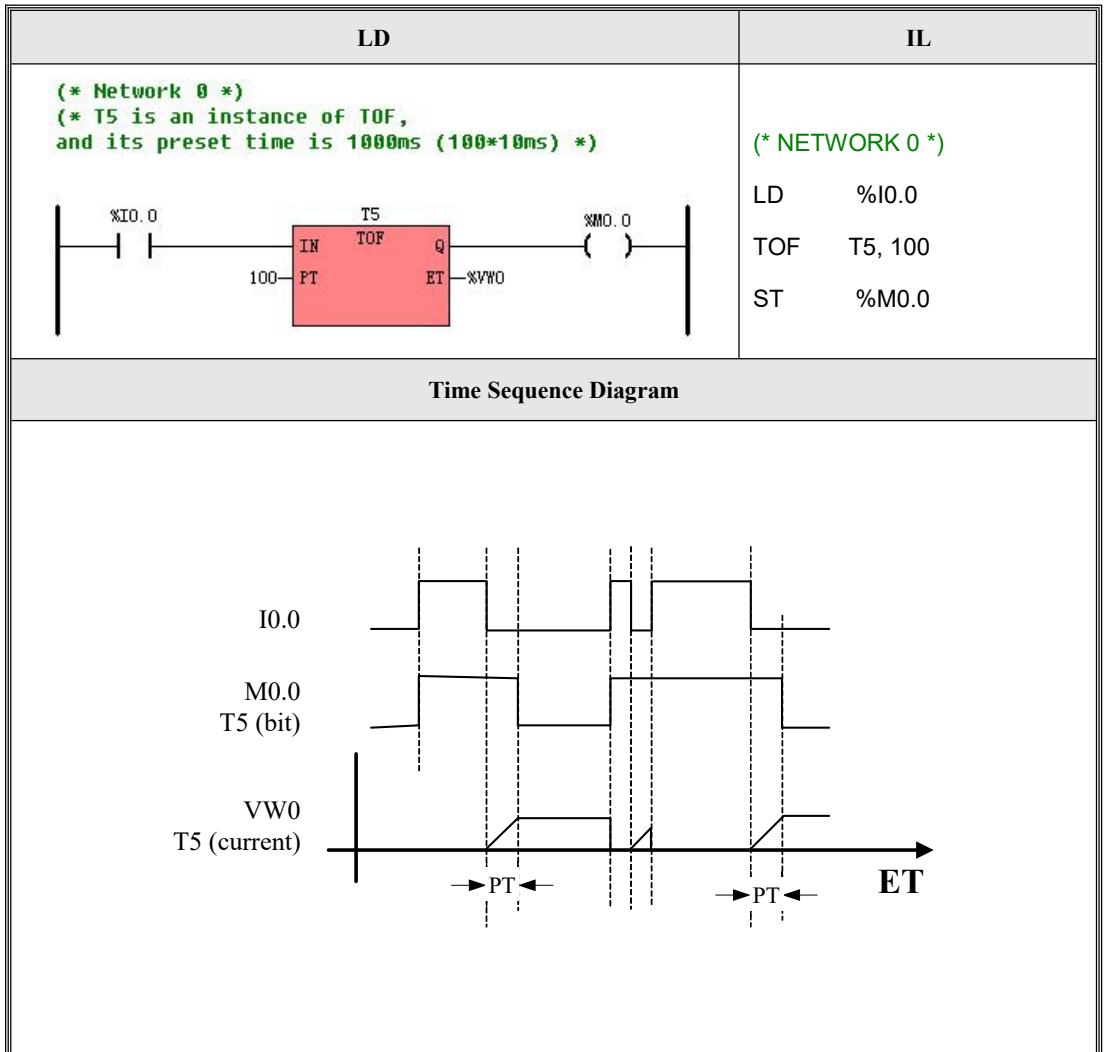 LD
IL
(* Network 0 *)
(* T5 is an instance of TOF,
and its preset time is 1000ms (100*10ms) *)
%I0.0
T5
TOF
%M0.0
IN
Q
100
PT
ET
%VW0
(* NETWORK 0 *)
LD %I0.0
TOF T5, 100
ST %M0.0
Time Sequence Diagram
I0.0
M0.0
T5 (bit)
VW0
T5 (current)
PT
PT
ET